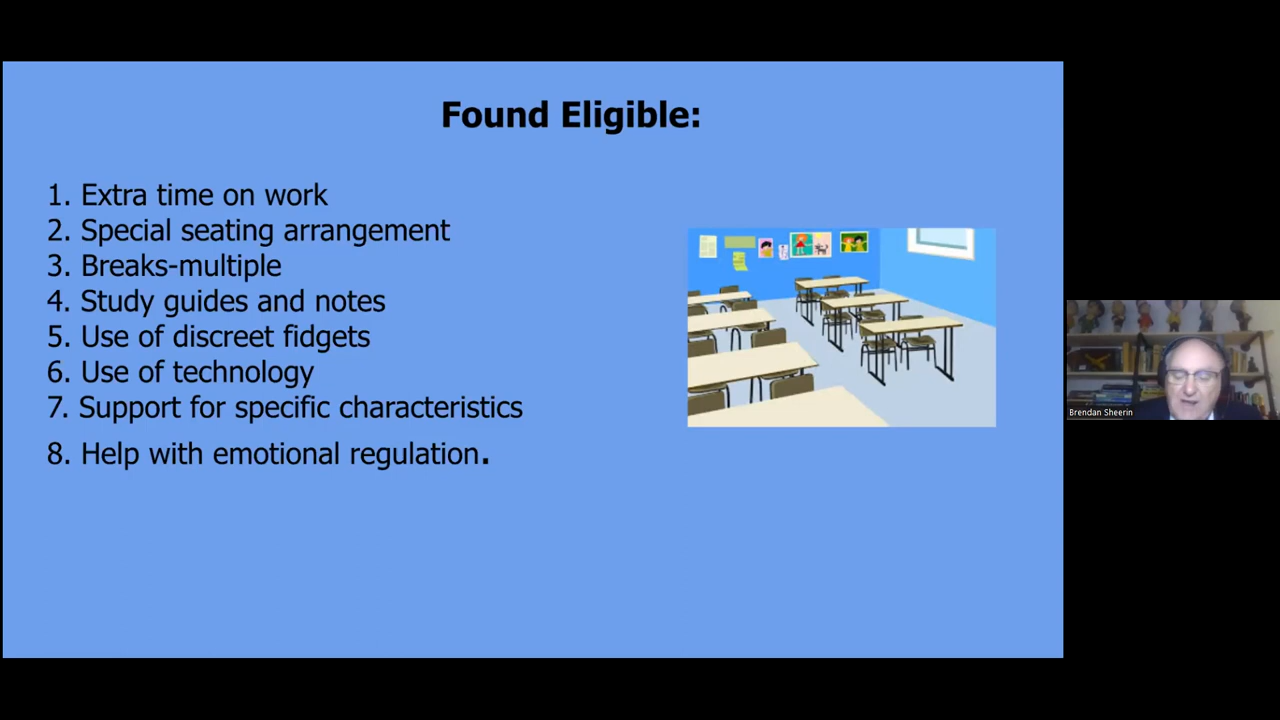 Found Eligible:
1. Extra time on work
2. Special seating arrangement
3. Breaks-multiple
4. Study guides and notes
5. Use of discreet fidgets
6. Use of technology
7. Support for specific characteristics
8. Help with emotional regulation.
Brendan Sheerin